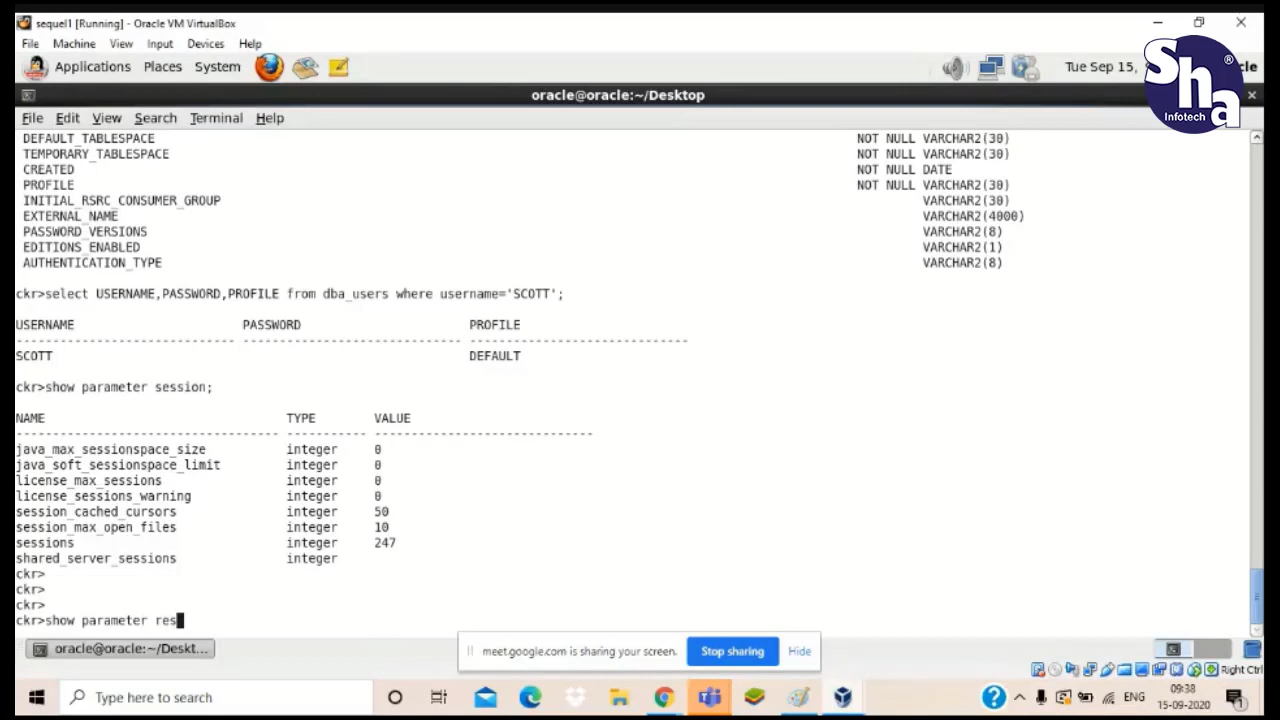 sequel1 [Running] - Oracle VM VirtualBox
File Machine View Input Devices Help
Applications Places System
Tue Sep 15,
cle
Sha
®
Infotech
oracle@oracle:~/Desktop
File Edit View Search Terminal Help
DEFAULT_TABLESPACE NOT NULL VARCHAR2(30)
TEMPORARY_TABLESPACE NOT NULL VARCHAR2(30)
CREATED NOT NULL DATE
PROFILE NOT NULL VARCHAR2(30)
INITIAL_RSRC_CONSUMER_GROUP VARCHAR2(30)
EXTERNAL_NAME VARCHAR2(4000)
PASSWORD_VERSIONS VARCHAR2(8)
EDITIONS_ENABLED VARCHAR2(1)
AUTHENTICATION_TYPE VARCHAR2(8)
ckr>select USERNAME,PASSWORD,PROFILE from dba_users where username='SCOTT';
USERNAME PASSWORD PROFILE
------------------------------ ------------------------------ ------------------------------
SCOTT DEFAULT
ckr>show parameter session;
NAME TYPE VALUE
------------------------------------ ----------- ------------------------------
java_max_sessionspace_size integer 0
java_soft_sessionspace_limit integer 0
license_max_sessions integer 0
license_sessions_warning integer 0
session_cached_cursors integer 50
session_max_open_files integer 10
sessions integer 247
shared_server_sessions integer
ckr>
ckr>
ckr>
ckr>show parameter res
oracle@oracle:~/Deskt...
meet.google.com is sharing your screen. Stop sharing Hide
Right Ctrl
Type here to search
ENG
09:38
15-09-2020
1